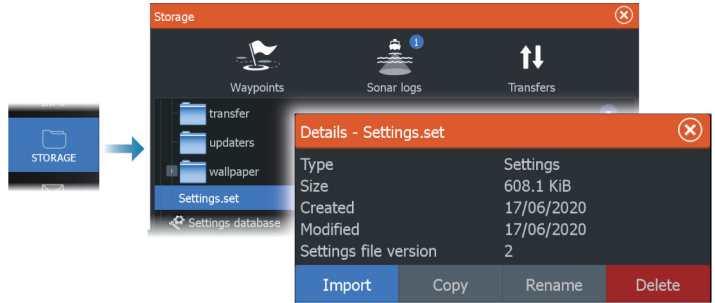 Storage
1
Waypoints Sonar logs Transfers
transfer
updaters
wallpaper
Settings.set
Settings database
STORAGE
Details - Settings.set
Type Settings
Size 608.1 KiB
Created 17/06/2020
Modified 17/06/2020
Settings file version 2
Import Copy Rename Delete